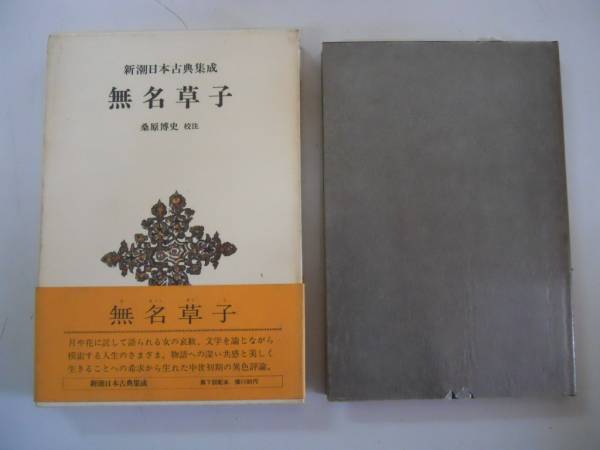 新潮日本古典集成
無名草子
桑原博史 校注
無名草子
月や花に託して語られる女の哀歓、文学を論じながら
模索する人生のさまざま。物語への深い共感と美しく
生きることへの希求から生れた中世初期の異色評論。
新潮日本古典集成